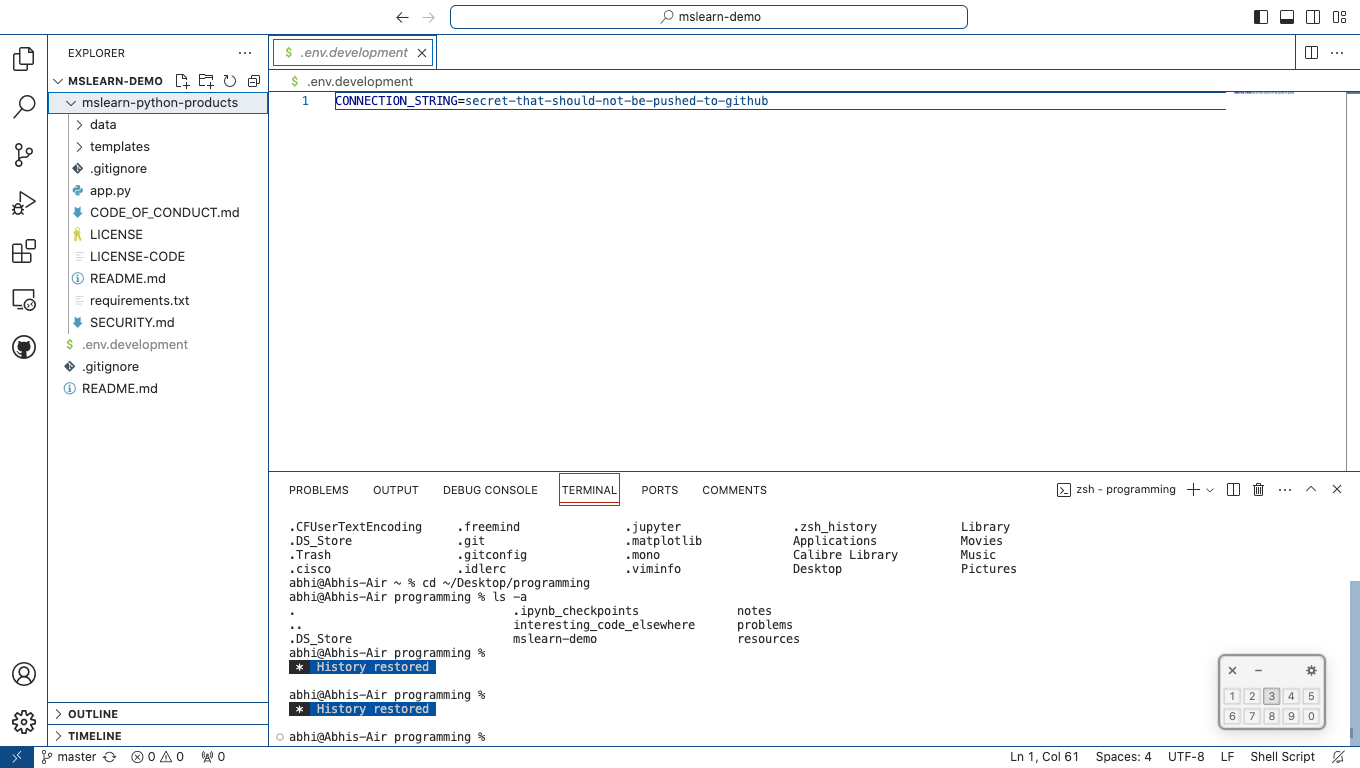 mslearn-demo
EXPLORER
MSLEARN-DEMO
mslearn-python-products
data
templates
.gitignore
app.py
CODE_OF_CONDUCT.md
LICENSE
LICENSE-CODE
README.md
requirements.txt
SECURITY.md
$ .env.development
.gitignore
README.md
OUTLINE
TIMELINE
$ .env.development
$ .env.development
1 CONNECTION_STRING=secret-that-should-not-be-pushed-to-github
PROBLEMS OUTPUT DEBUG CONSOLE TERMINAL PORTS COMMENTS zsh - programming
.CFUserTextEncoding .freemind .jupyter .zsh_history Library
.DS_Store .git .matplotlib Applications Movies
.Trash .gitconfig .mono Calibre Library Music
.cisco .idlerc .viminfo Desktop Pictures
abhi@Abhis-Air ~ % cd ~/Desktop/programming
abhi@Abhis-Air programming % ls -a
. .ipynb_checkpoints notes
.. interesting_code_elsewhere problems
.DS_Store mslearn-demo resources
abhi@Abhis-Air programming %
* History restored
abhi@Abhis-Air programming %
* History restored
abhi@Abhis-Air programming %
1 2 3 4 5
6 7 8 9 0
master 0 0 0 Ln 1, Col 61 Spaces: 4 UTF-8 LF Shell Script